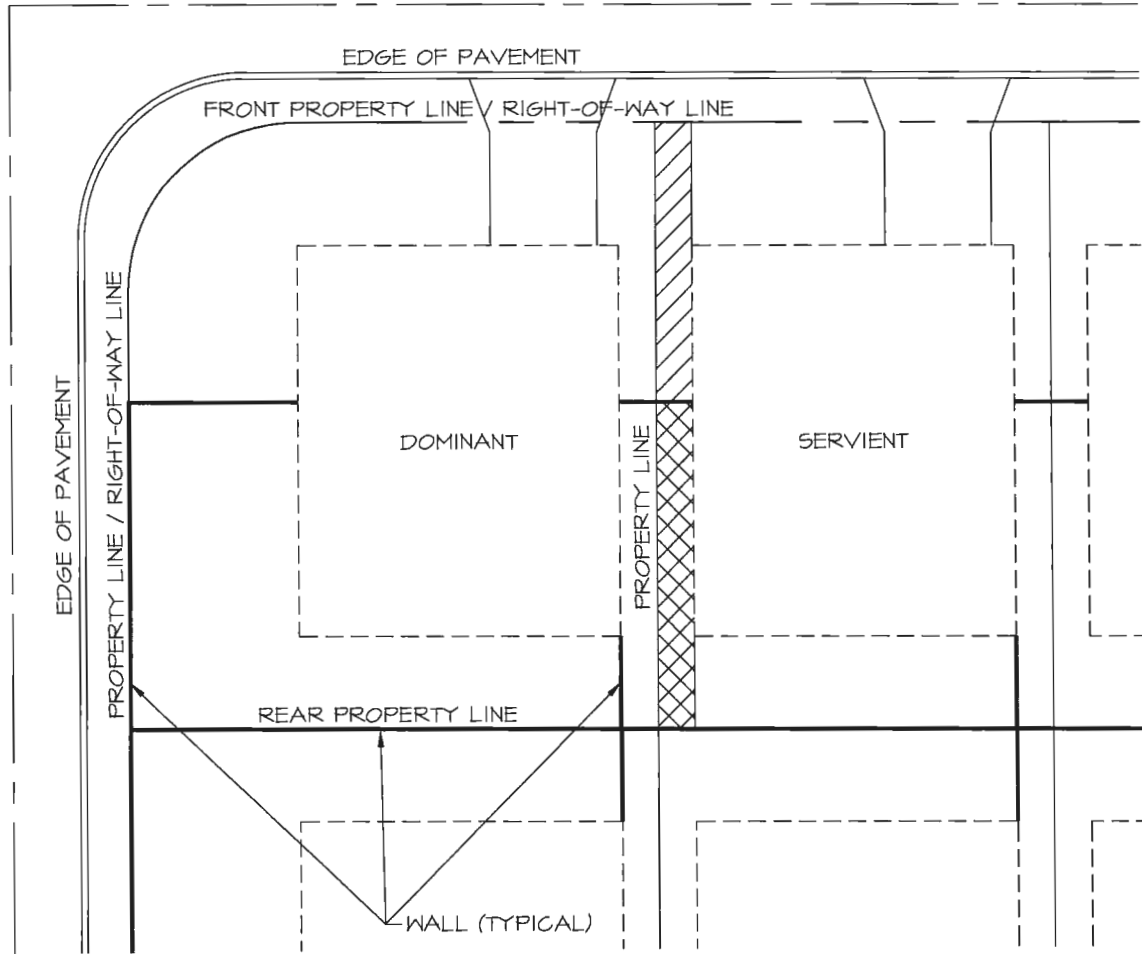 EDGE OF PAVEMENT
FRONT PROPERTY LINE / RIGHT-OF-WAY LINE
PROPERTY LINE / RIGHT-OF-WAY LINE
EDGE OF PAVEMENT
DOMINANT
PROPERTY LINE
SERVIENT
REAR PROPERTY LINE
WALL (TYPICAL)